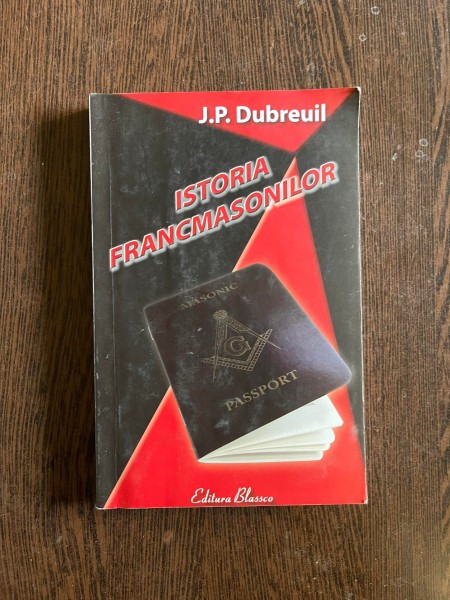 J.P. Dubreuil
ISTORIA
FRANCMASONILOR
MASONIC
G
PASSPORT
Editura Blassco